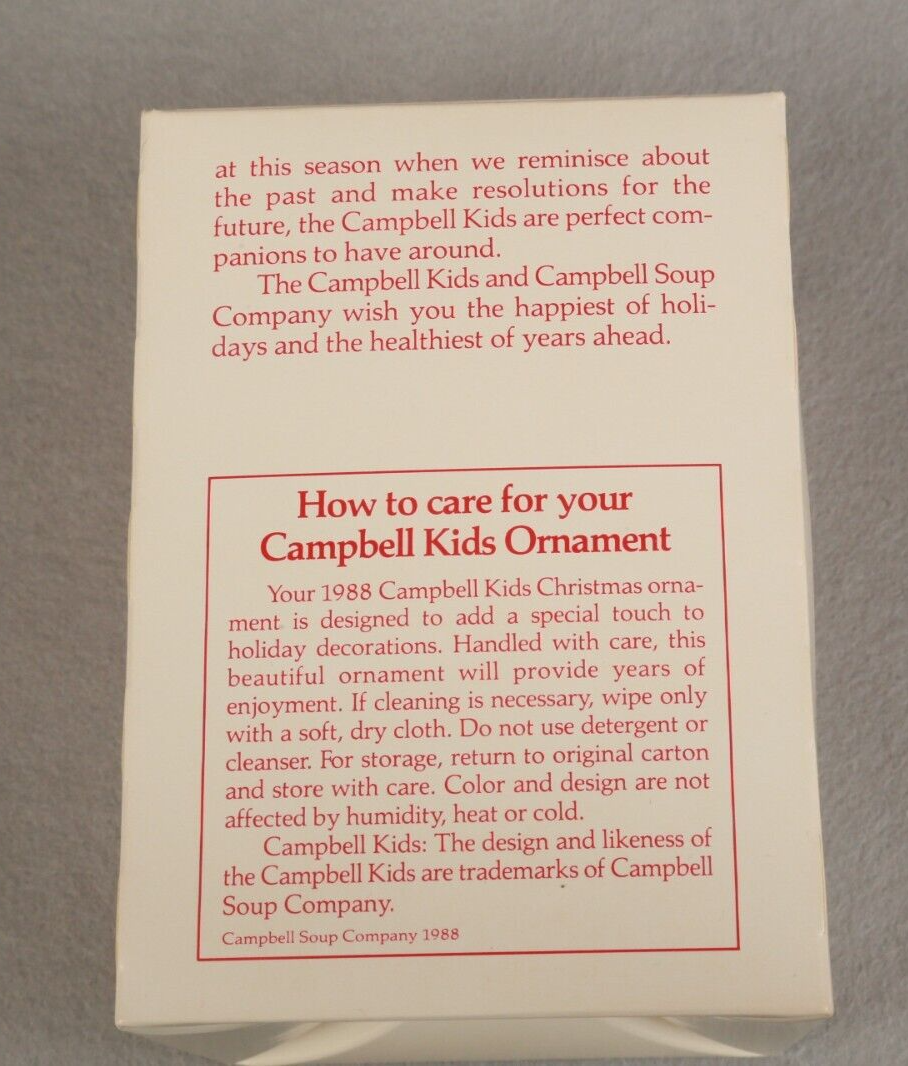 at this season when we reminisce about
the past and make resolutions for the
future, the Campbell Kids are perfect com-
panions to have around.
The Campbell Kids and Campbell Soup
Company wish you the happiest of holi-
days and the healthiest of years ahead.
How to care for your
Campbell Kids Ornament
Your 1988 Campbell Kids Christmas orna-
ment is designed to add a special touch to
holiday decorations. Handled with care, this
beautiful ornament will provide years of
enjoyment. If cleaning is necessary, wipe only
with a soft, dry cloth. Do not use detergent or
cleanser. For storage, return to original carton
and store with care. Color and design are not
affected by humidity, heat or cold.
Campbell Kids: The design and likeness of
the Campbell Kids are trademarks of Campbell
Soup Company.
Campbell Soup Company 1988